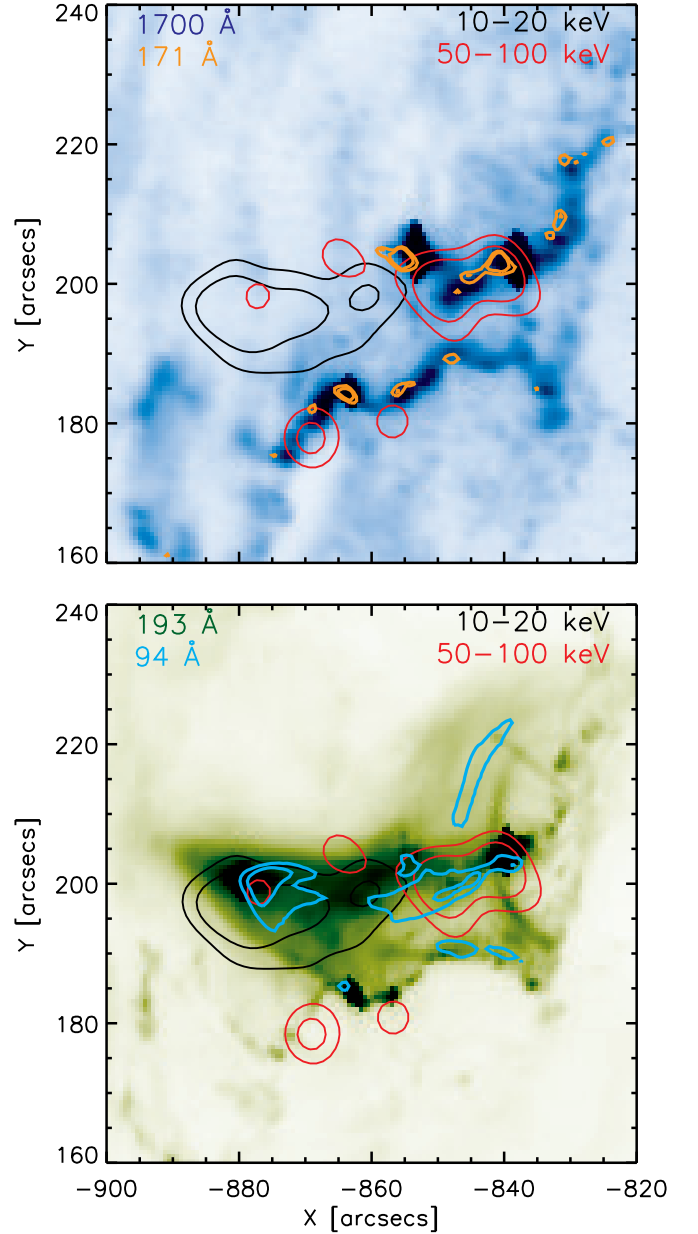 240
1700 Å
10−20 keV
171 Å
50−100 keV
220
200
180
160
Y [arcsecs]
240
193 Å
10−20 keV
94 Å
50−100 keV
220
200
180
160
Y [arcsecs]
−900
−880
−860
−840
−820
X [arcsecs]